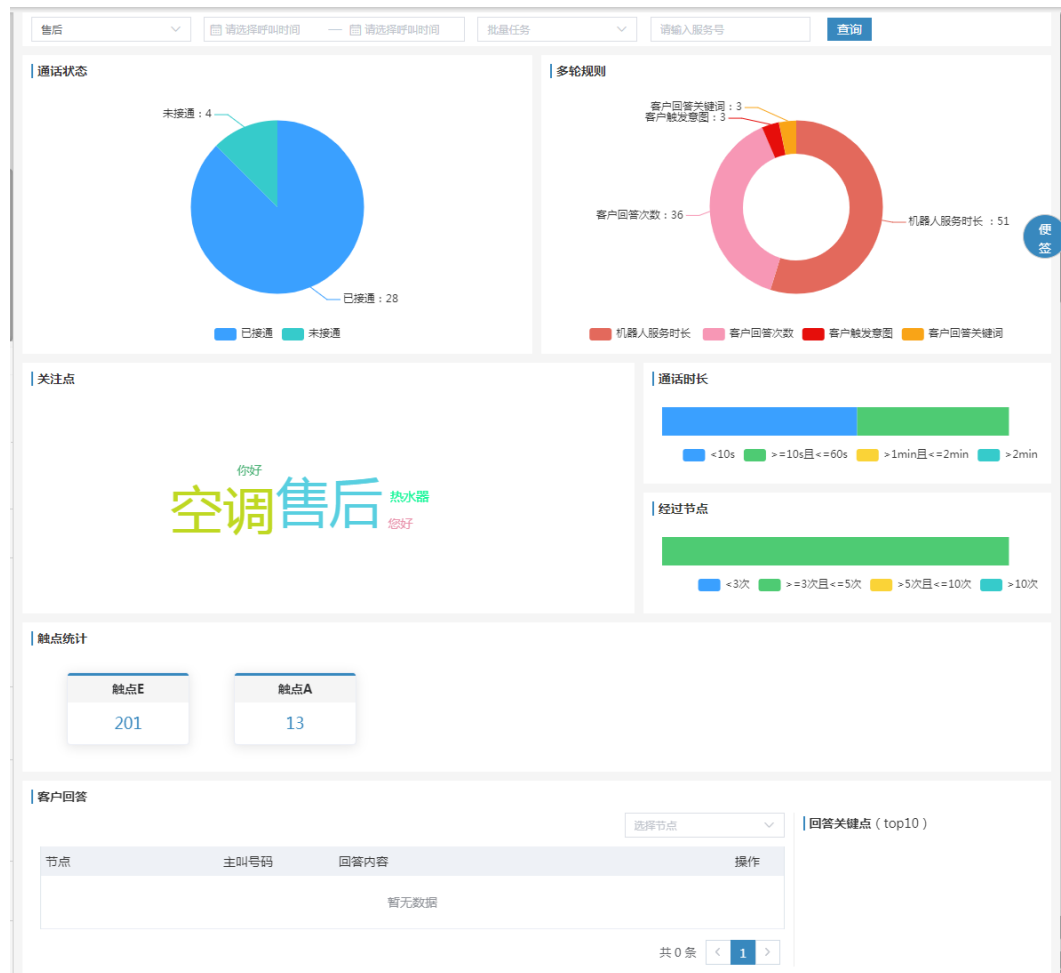 售后 请选择呼叫时间 — 请选择呼叫时间 批量任务 请输入服务号 查询
通话状态
未接通：4
已接通：28
已接通 未接通
多轮规则
客户回答关键词：3
客户触发意图：3
客户回答次数：36
机器人服务时长 ：51
机器人服务时长 客户回答次数 客户触发意图 客户回答关键词
便
签
关注点
你好
空调 售后 热水器
您好
通话时长
<10s >=10s且<=60s >1min且<=2min >2min
经过节点
<3次 >=3次且<=5次 >5次且<=10次 >10次
触点统计
触点E 触点A
201 13
客户回答
选择节点
节点 主叫号码 回答内容 操作
暂无数据
共 0 条 < 1 >
回答关键点（top10）